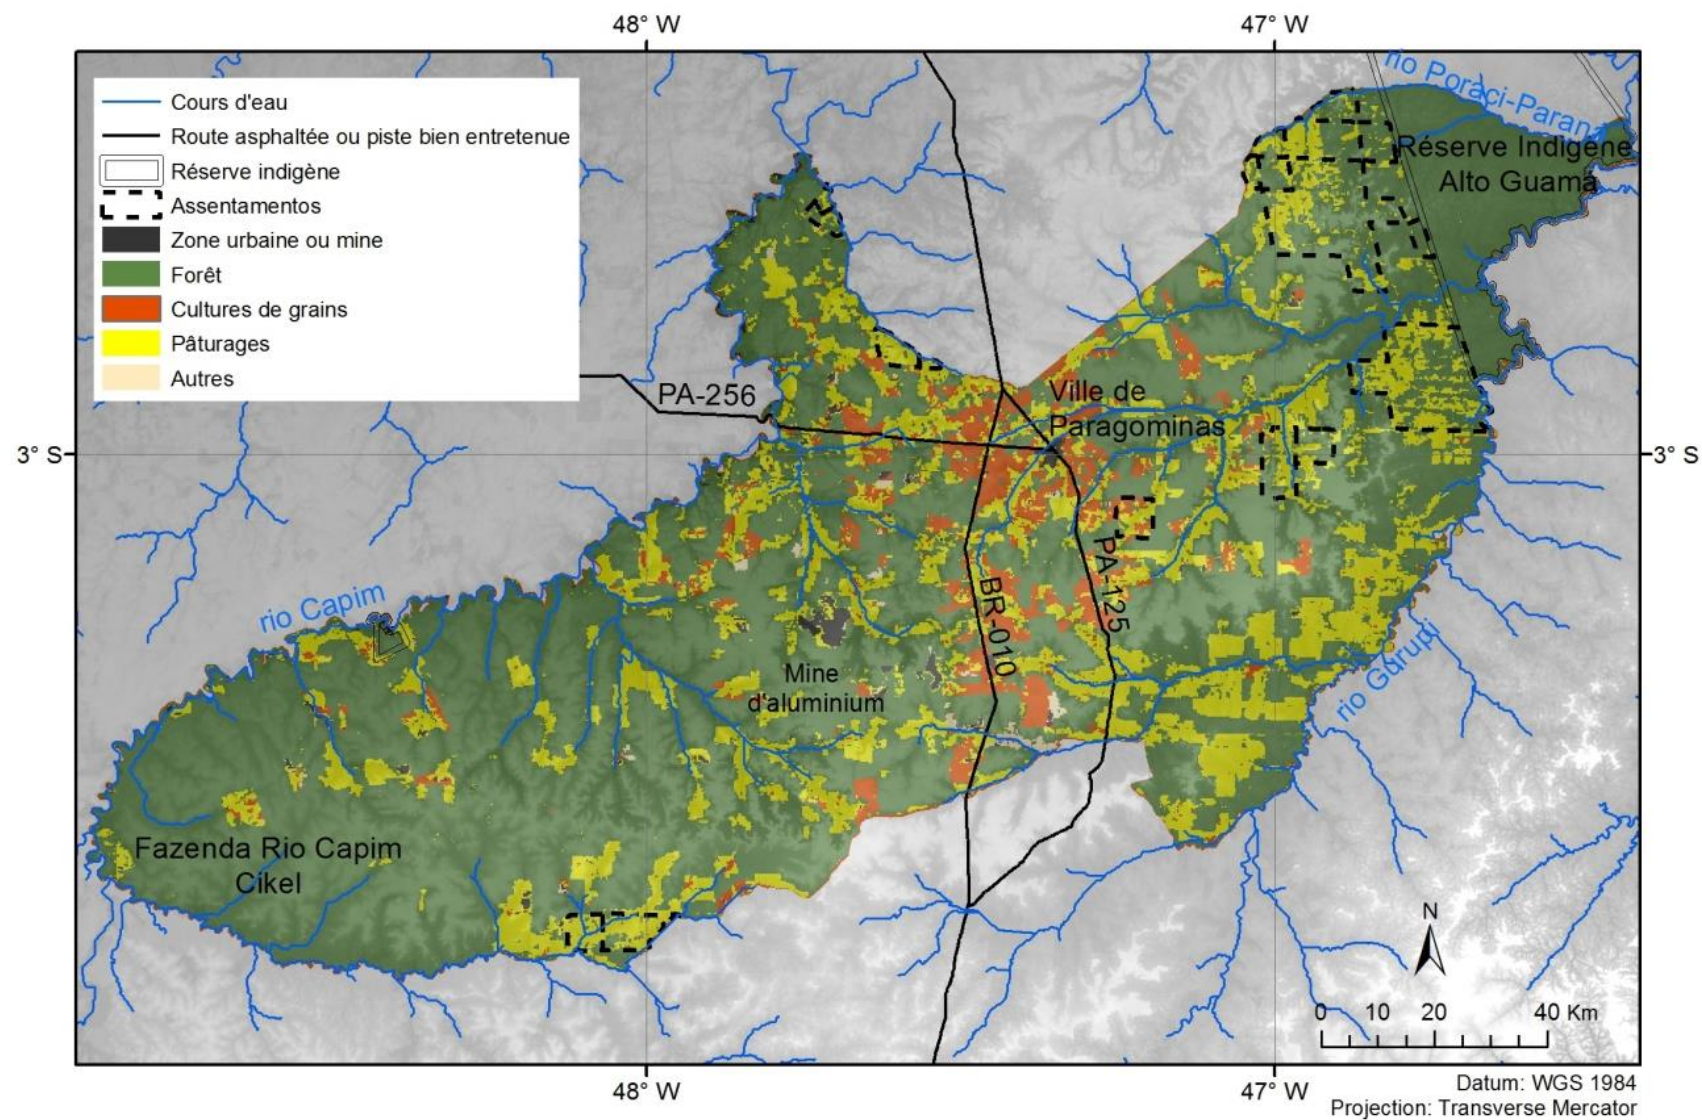 48° W
47° W
Cours d'eau
Route asphaltée ou piste bien entretenue
Réserve indigène
Assentamentos
Zone urbaine ou mine
Forêt
Cultures de grains
Pâturages
Autres
rio Poràci-Paranà
Réserve Indigène
Alto Guamà
PA-256
Ville de
Paragominas
3° S
3° S
PA-125
BR-010
rio Capim
Mine
d'aluminium
rio Gurupi
Fazenda Rio Capim
Cikel
N
0 10 20 40 Km
48° W
47° W
Datum: WGS 1984
Projection: Transverse Mercator